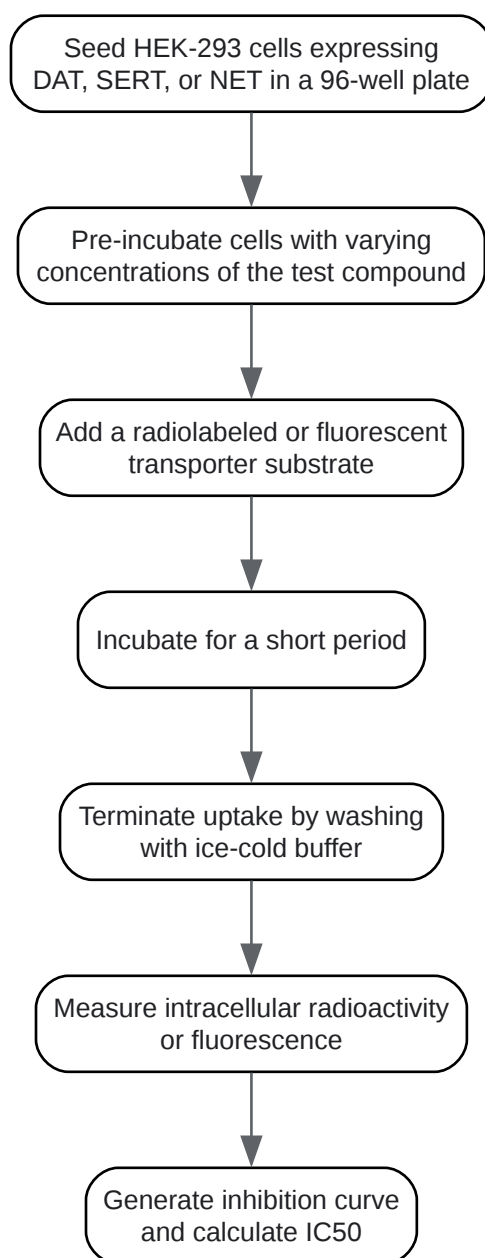 Seed HEK-293 cells expressing
DAT, SERT, or NET in a 96-well plate
Pre-incubate cells with varying
concentrations of the test compound
Add a radiolabeled or fluorescent
transporter substrate
Incubate for a short period
Terminate uptake by washing
with ice-cold buffer
Measure intracellular radioactivity
or fluorescence
Generate inhibition curve
and calculate IC50